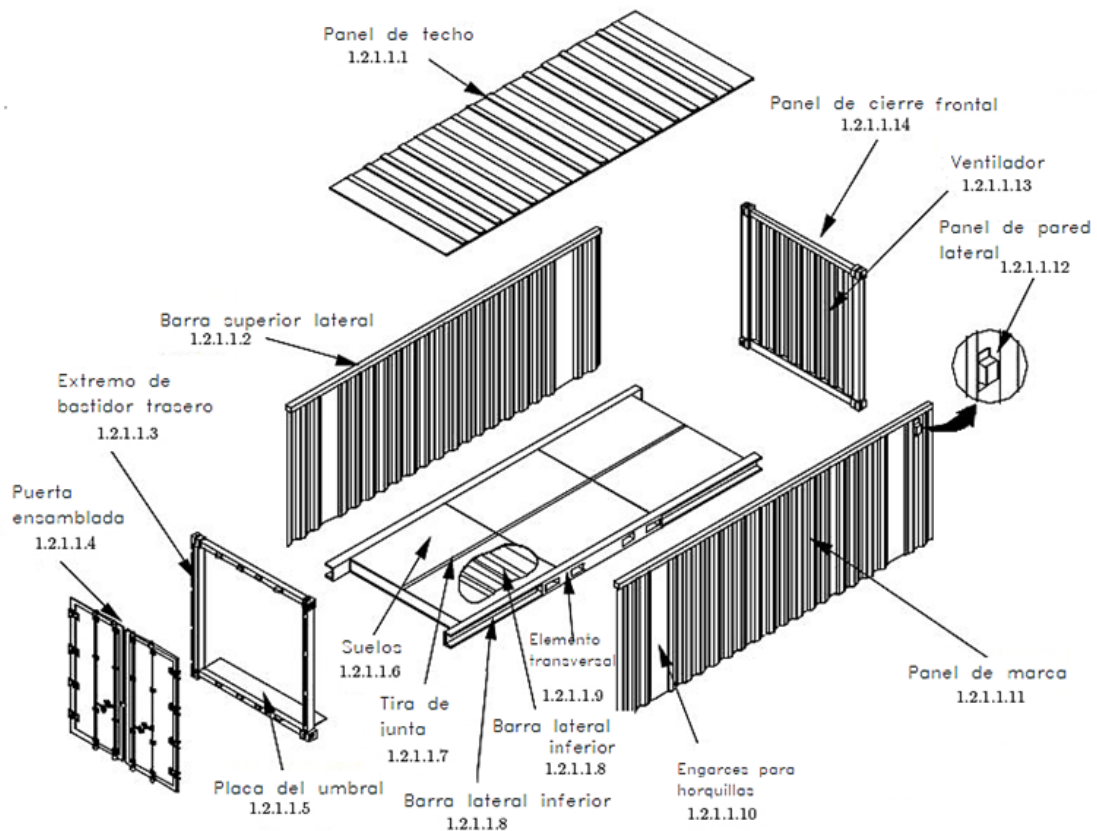 Panel de techo
1.2.1.1.1
Panel de cierre frontal
1.2.1.1.14
Ventilador
1.2.1.1.13
Panel de pared
lateral
1.2.1.1.12
Barra superior lateral
1.2.1.1.2
Extremo de
bastidor trasero
1.2.1.1.3
Puerta
ensamblada
1.2.1.1.4
Suelos
1.2.1.1.6
Elemento
transversal
1.2.1.1.9
Panel de marca
1.2.1.1.11
Tira de
junta
1.2.1.1.7
Barra lateral
inferior
1.2.1.1.8
Engarces para
horquillas
1.2.1.1.10
Placa del umbral
1.2.1.1.5
Barra lateral inferior
1.2.1.1.8